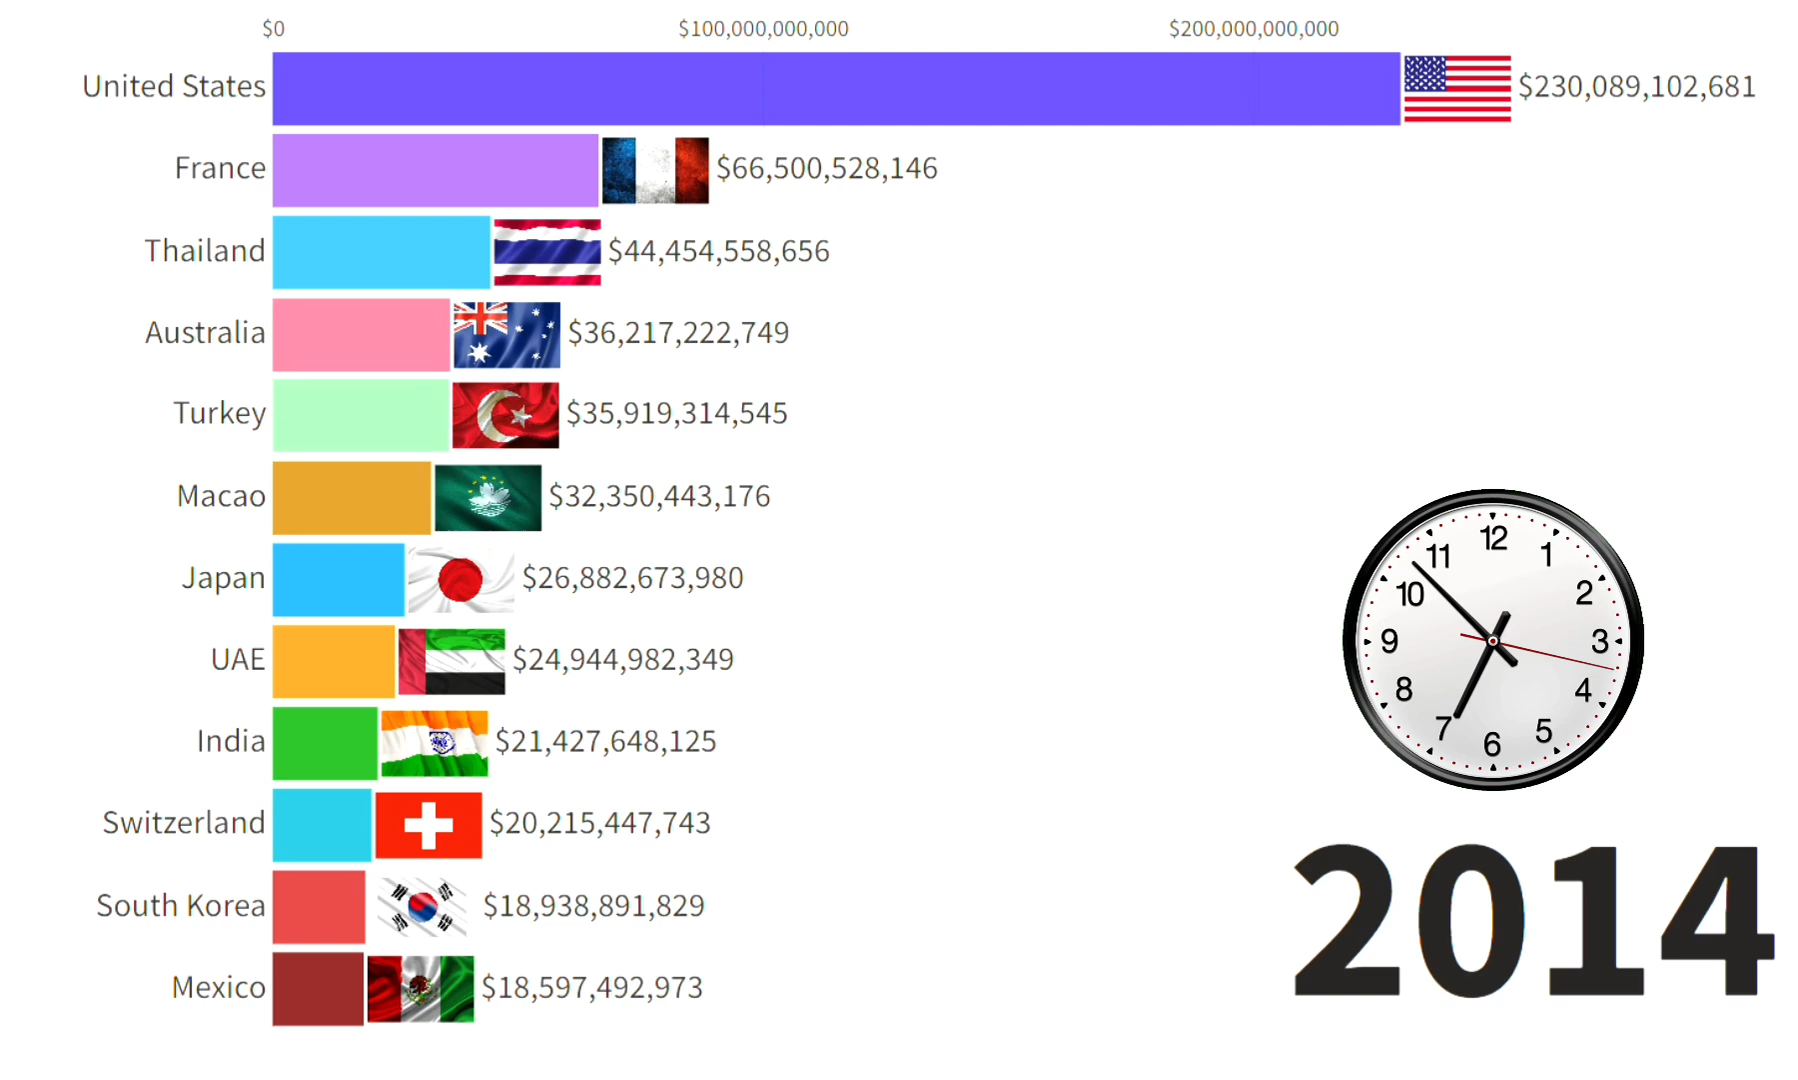 $0 $100,000,000,000 $200,000,000,000
United States $230,089,102,681
France $66,500,528,146
Thailand $44,454,558,656
Australia $36,217,222,749
Turkey $35,919,314,545
Macao $32,350,443,176
Japan $26,882,673,980
UAE $24,944,982,349
India $21,427,648,125
Switzerland $20,215,447,743
South Korea $18,938,891,829
Mexico $18,597,492,973
12
1
2
3
4
5
6
7
8
9
10
11
2014